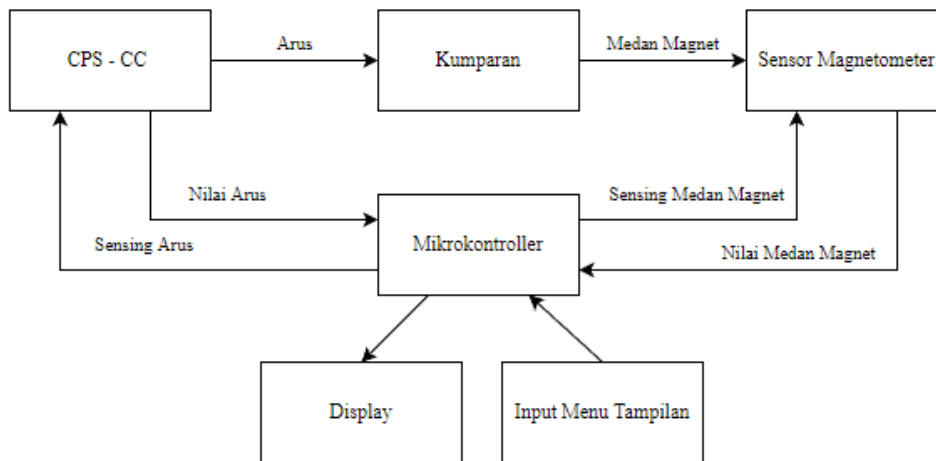 Arus
Medan Magnet
CPS - CC
Kumparan
Sensor Magnetometer
Nilai Arus
Sensing Medan Magnet
Sensing Arus
Mikrokontroller
Nilai Medan Magnet
Display
Input Menu Tampilan